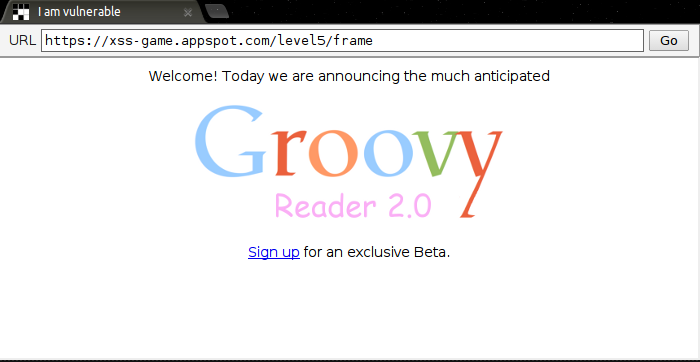 I am vulnerable
URL https://xss-game.appspot.com/level5/frame Go
Welcome! Today we are announcing the much anticipated
Groovy
Reader 2.0
Sign up for an exclusive Beta.